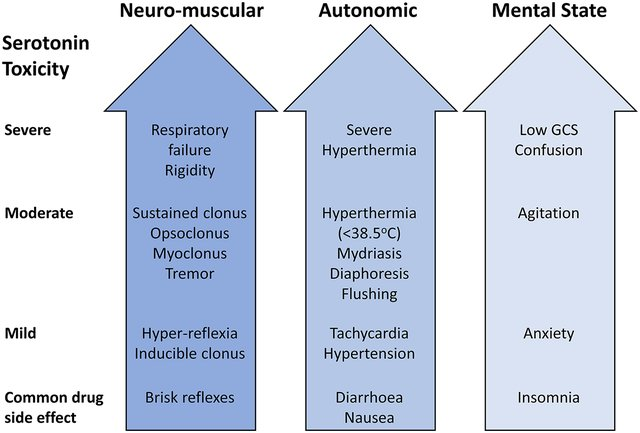 Neuro-muscular
Autonomic
Mental State
Serotonin
Toxicity
Severe
Respiratory
failure
Rigidity
Severe
Hyperthermia
Low GCS
Confusion
Moderate
Sustained clonus
Opsoclonus
Myoclonus
Tremor
Hyperthermia
(<38.5°C)
Mydriasis
Diaphoresis
Flushing
Agitation
Mild
Hyper-reflexia
Inducible clonus
Tachycardia
Hypertension
Anxiety
Common drug
side effect
Brisk reflexes
Diarrhoea
Nausea
Insomnia